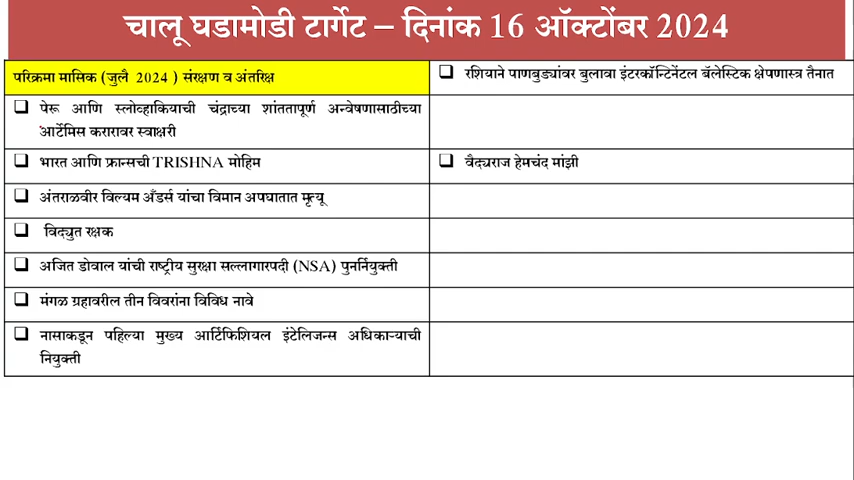 चालू घडामोडी टार्गेट – दिनांक 16 ऑक्टोंबर 2024
परिक्रमा मासिक (जुलै 2024 ) संरक्षण व अंतरिक्ष
रशियाने पाणबुड्यांवर बुलावा इंटरकॉन्टिनेंटल बॅलेस्टिक क्षेपणास्त्र तैनात
पेरू आणि स्लोव्हाकियाची चंद्राच्या शांततापूर्ण अन्वेषणासाठीच्या
आर्टेमिस करारावर स्वाक्षरी
भारत आणि फ्रान्सची TRISHNA मोहिम
वैद्यराज हेमचंद मांझी
अंतराळवीर विल्यम अँडर्स यांचा विमान अपघातात मृत्यू
विद्युत रक्षक
अजित डोवाल यांची राष्ट्रीय सुरक्षा सल्लागारपदी (NSA) पुनर्नियुक्ती
मंगळ ग्रहावरील तीन विवरांना विविध नावे
नासाकडून पहिल्या मुख्य आर्टिफिशियल इंटेलिजन्स अधिकाऱ्याची
नियुक्ती